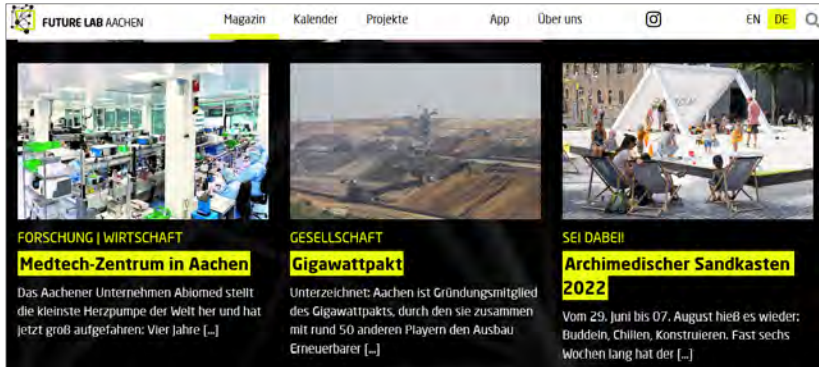 FUTURE LAB AACHEN
Magazin
Kalender
Projekte
App
Über uns
EN
DE
FORSCHUNG | WIRTSCHAFT
Medtech-Zentrum in Aachen
Das Aachener Unternehmen Abiomed stellt
die kleinste Herzpumpe der Welt her und hat
jetzt groß aufgefahren: Vier Jahre [...]
GESELLSCHAFT
Gigawattpakt
Unterzeichnet: Aachen ist Gründungsmitglied
des Gigawattpakts, durch den sie zusammen
mit rund 50 anderen Playern den Ausbau
Erneuerbarer [...]
SEI DABEI!
Archimedischer Sandkasten
2022
Vom 29. Juni bis 07. August hieß es wieder:
Buddeln, Chillen, Konstruieren. Fast sechs
Wochen lang hat der [...]